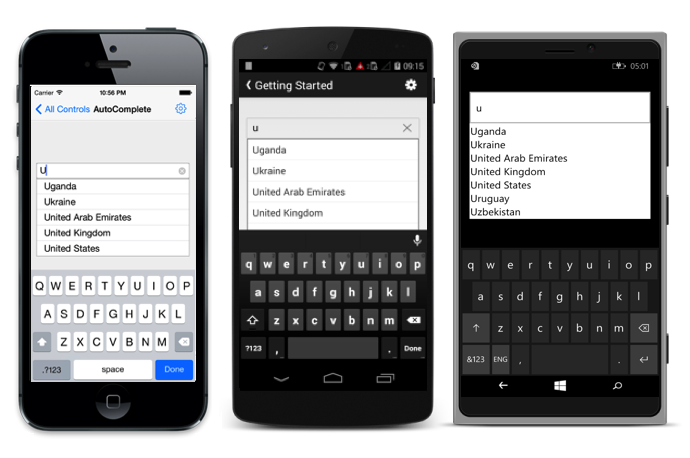 Carrier 10:56 PM
All Controls AutoComplete
U
Uganda
Ukraine
United Arab Emirates
United Kingdom
United States
Q W E R T Y U I O P
A S D F G H J K L
Z X C V B N M
.?123 space Done
09:15
Getting Started
u
Uganda
Ukraine
United Arab Emirates
United Kingdom
q w e r t y u i o p
a s d f g h j k l
z x c v b n m
?123 , . Done
05:01
u
Uganda
Ukraine
United Arab Emirates
United Kingdom
United States
Uruguay
Uzbekistan
q w e r t y u i o p
a s d f g h j k l
z x c v b n m
&123 ENG , .